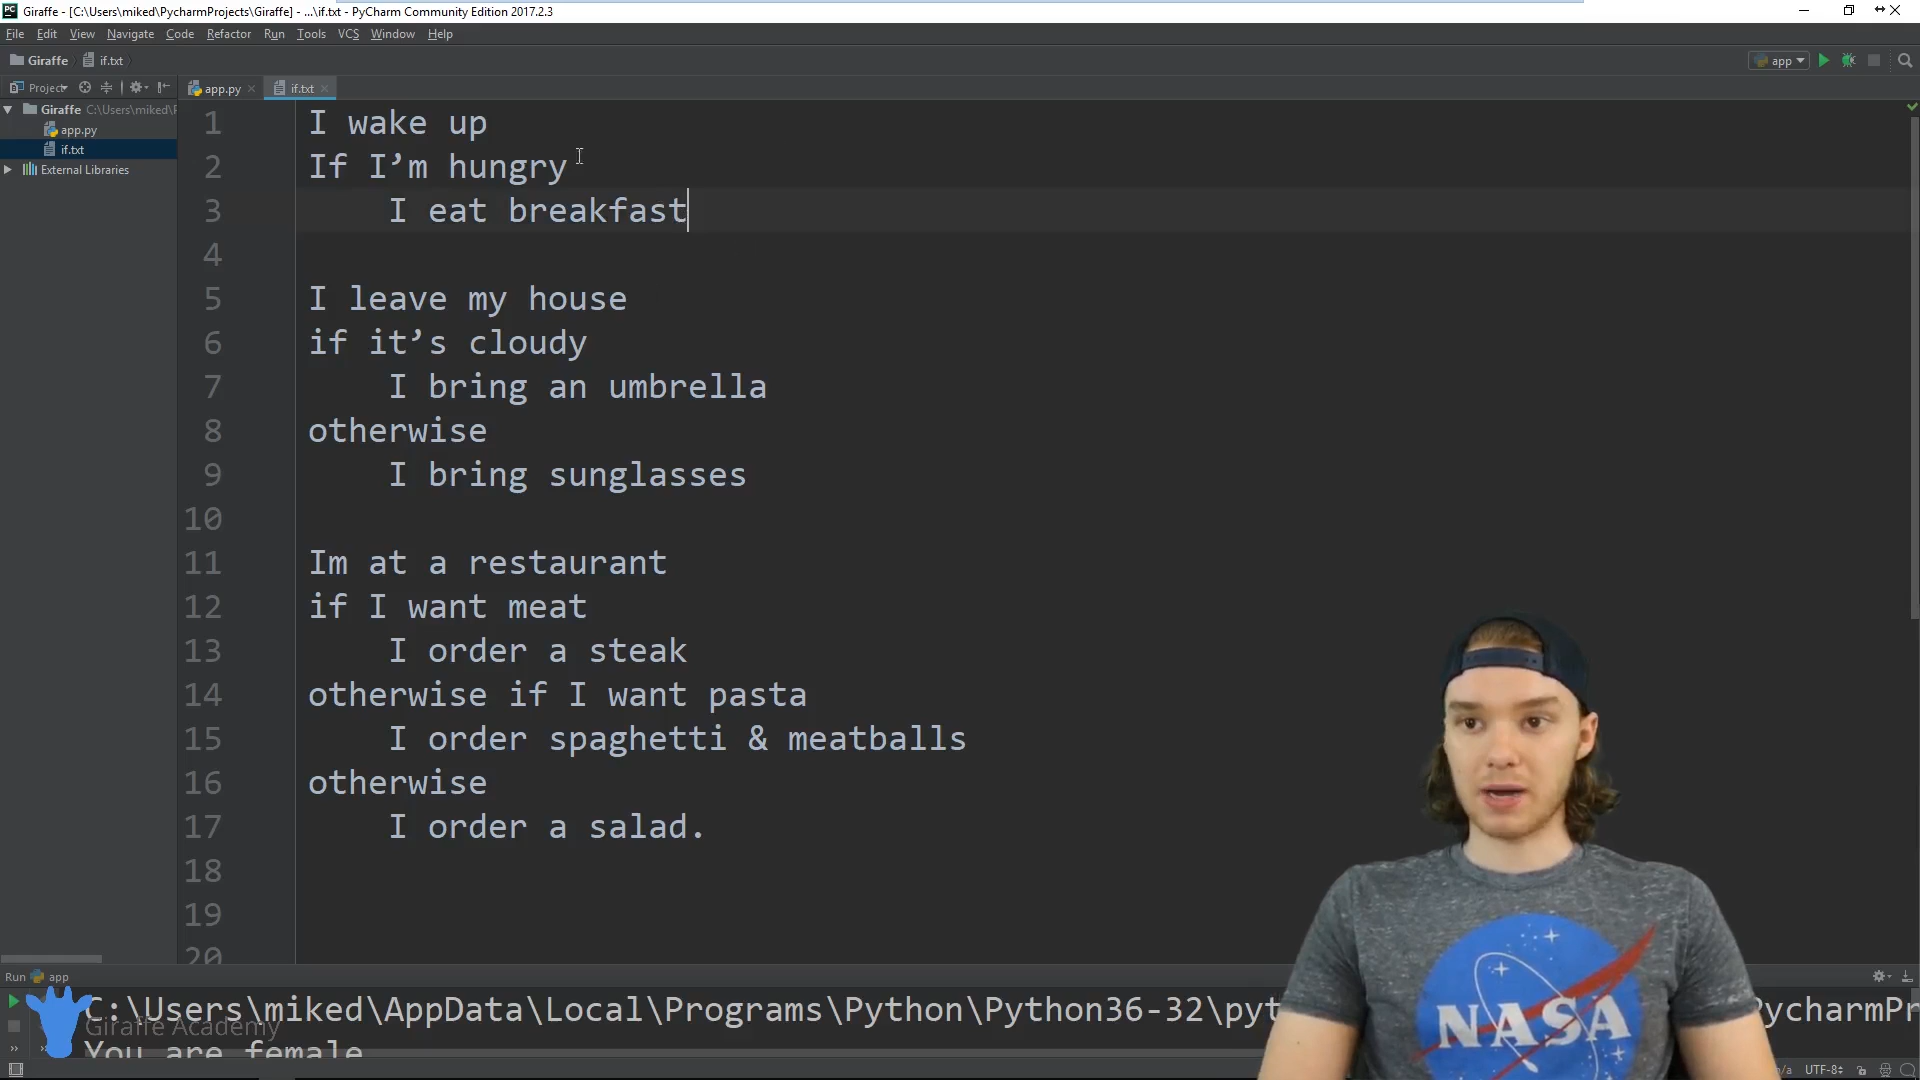 Giraffe - [C:\Users\miked\PycharmProjects\Giraffe] - ...\if.txt - PyCharm Community Edition 2017.2.3
File Edit View Navigate Code Refactor Run Tools VCS Window Help
Giraffe if.txt app
Project app.py if.txt
Giraffe C:\Users\miked\
app.py
if.txt
External Libraries
1 I wake up
2 If I’m hungry
3 I eat breakfast
4
5 I leave my house
6 if it’s cloudy
7 I bring an umbrella
8 otherwise
9 I bring sunglasses
10
11 Im at a restaurant
12 if I want meat
13 I order a steak
14 otherwise if I want pasta
15 I order spaghetti & meatballs
16 otherwise
17 I order a salad.
18
19
20
Run app
C:\Users\miked\AppData\Local\Programs\Python\Python36-32\pyt ycharmPr
Giraffe Academy
You are female
NASA
UTF-8